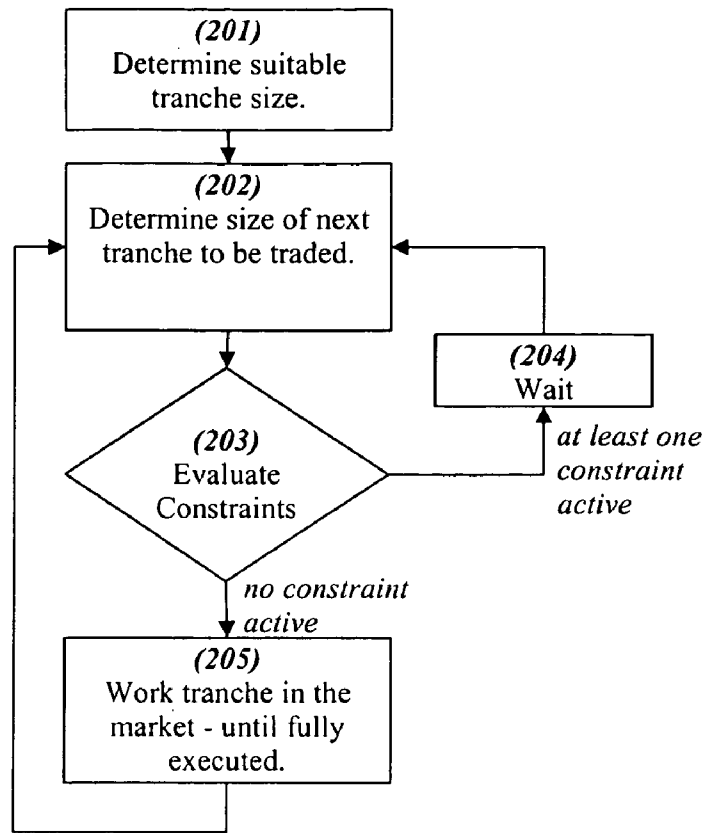 (201)
Determine suitable
tranche size.
(202)
Determine size of next
tranche to be traded.
(203)
Evaluate
Constraints
(204)
Wait
at least one
constraint
active
no constraint
active
(205)
Work tranche in the
market - until fully
executed.